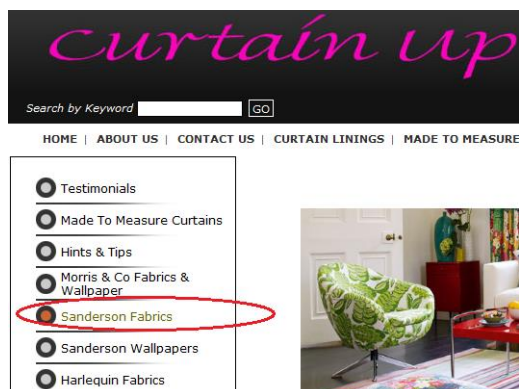 curtain up
Search by Keyword GO
HOME | ABOUT US | CONTACT US | CURTAIN LININGS | MADE TO MEASURE
Testimonials
Made To Measure Curtains
Hints & Tips
Morris & Co Fabrics &
Wallpaper
Sanderson Fabrics
Sanderson Wallpapers
Harlequin Fabrics